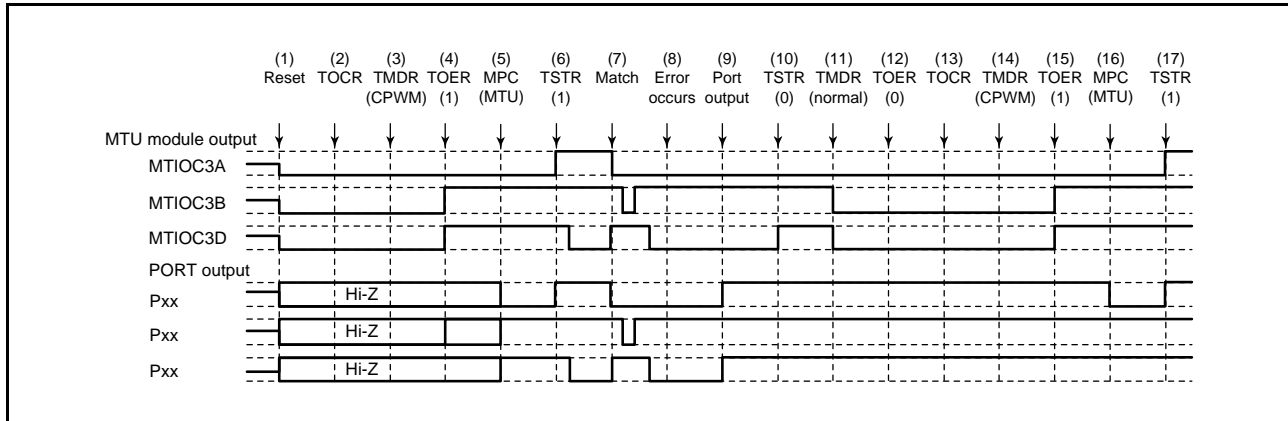 (1) (2) (3) (4) (5) (6) (7) (8) (9) (10) (11) (12) (13) (14) (15) (16) (17)
Reset TOCR TMDR TOER MPC TSTR Match Error Port TSTR TMDR TOER TOCR TMDR TOER MPC TSTR
(CPWM) (1) (MTU) (1) occurs output (0) (normal) (0) (CPWM) (1) (MTU) (1)
MTU module output
MTIOC3A
MTIOC3B
MTIOC3D
PORT output
Pxx Hi-Z
Pxx Hi-Z
Pxx Hi-Z